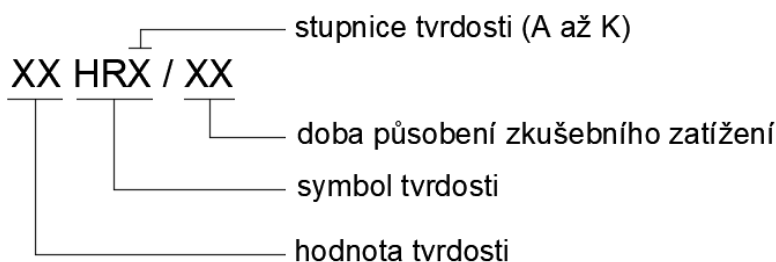 stupnice tvrdosti (A až K)
XX HRX / XX
doba působení zkušebního zatížení
symbol tvrdosti
hodnota tvrdosti